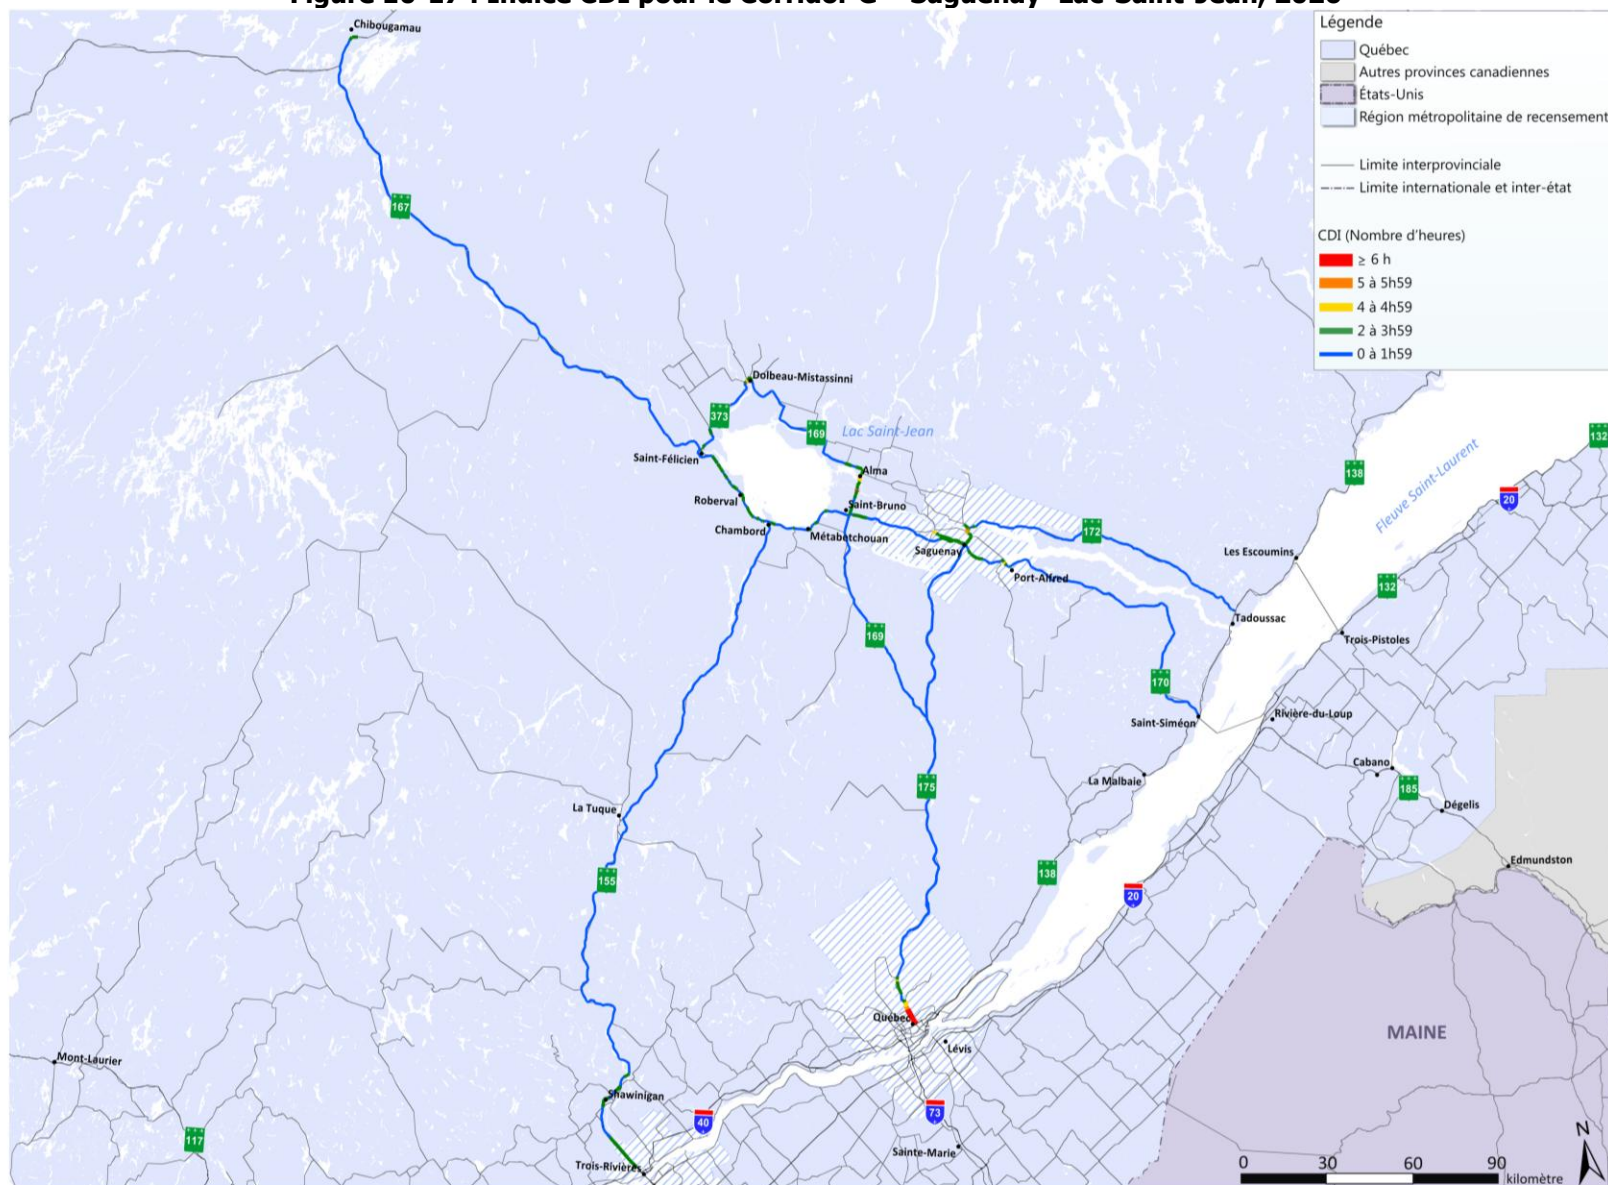 Chibougamau
Légende
Québec
Autres provinces canadiennes
États-Unis
Région métropolitaine de recensement
Limite interprovinciale
Limite internationale et inter-état
CDI (Nombre d'heures)
≥ 6 h
5 à 5h59
4 à 4h59
2 à 3h59
0 à 1h59
167
Dolbeau-Mistassinni
373
169
Lac Saint-Jean
132
Saint-Félicien
Alma
138
Fleuve Saint-Laurent
20
Roberval
Saint-Bruno
Chambord
Métabetchouan
172
Saguenay
Les Escoumins
Port-Alfred
132
Tadoussac
169
Trois-Pistoles
170
Saint-Siméon
Rivière-du-Loup
La Malbaie
Cabano
175
185
La Tuque
Dégelis
155
138
Edmundston
20
Québec
MAINE
Lévis
Mont-Laurier
Shawinigan
40
73
117
Sainte-Marie
Trois-Rivières
N
0 30 60 90
kilomètre